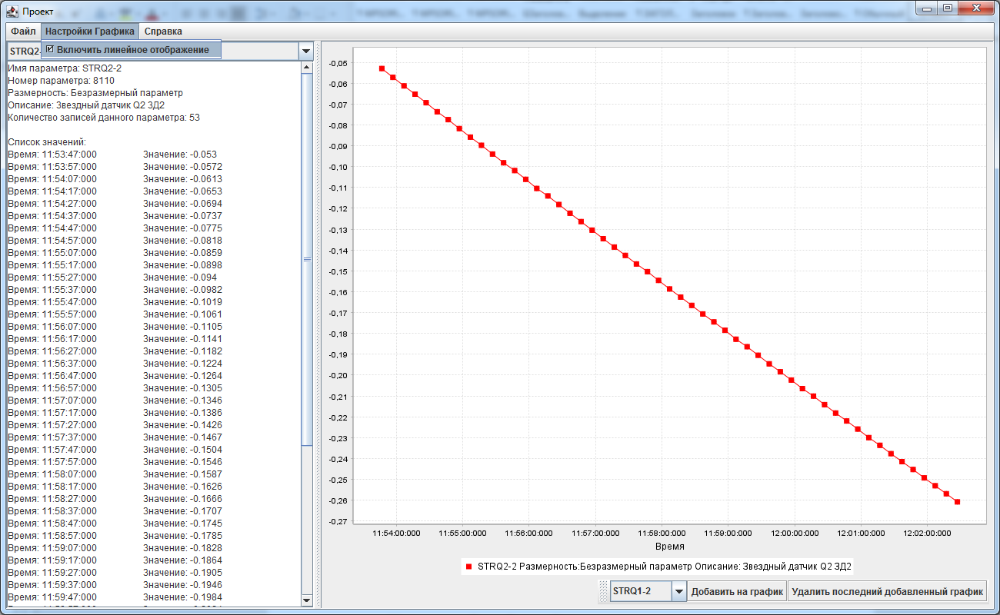 Проект
Файл Настройки Графика Справка
STRQ2-
Включить линейное отображение
Имя параметра: STRQ2-2
Номер параметра: 8110
Размерность: Безразмерный параметр
Описание: Звездный датчик Q2 ЗД2
Количество записей данного параметра: 53
Список значений:
Время: 11:53:47:000 Значение: -0.053
Время: 11:53:57:000 Значение: -0.0572
Время: 11:54:07:000 Значение: -0.0613
Время: 11:54:17:000 Значение: -0.0653
Время: 11:54:27:000 Значение: -0.0694
Время: 11:54:37:000 Значение: -0.0737
Время: 11:54:47:000 Значение: -0.0775
Время: 11:54:57:000 Значение: -0.0818
Время: 11:55:07:000 Значение: -0.0859
Время: 11:55:17:000 Значение: -0.0898
Время: 11:55:27:000 Значение: -0.094
Время: 11:55:37:000 Значение: -0.0982
Время: 11:55:47:000 Значение: -0.1019
Время: 11:55:57:000 Значение: -0.1061
Время: 11:56:07:000 Значение: -0.1105
Время: 11:56:17:000 Значение: -0.1141
Время: 11:56:27:000 Значение: -0.1182
Время: 11:56:37:000 Значение: -0.1224
Время: 11:56:47:000 Значение: -0.1264
Время: 11:56:57:000 Значение: -0.1305
Время: 11:57:07:000 Значение: -0.1346
Время: 11:57:17:000 Значение: -0.1386
Время: 11:57:27:000 Значение: -0.1426
Время: 11:57:37:000 Значение: -0.1467
Время: 11:57:47:000 Значение: -0.1504
Время: 11:57:57:000 Значение: -0.1546
Время: 11:58:07:000 Значение: -0.1587
Время: 11:58:17:000 Значение: -0.1626
Время: 11:58:27:000 Значение: -0.1666
Время: 11:58:37:000 Значение: -0.1707
Время: 11:58:47:000 Значение: -0.1745
Время: 11:58:57:000 Значение: -0.1785
Время: 11:59:07:000 Значение: -0.1828
Время: 11:59:17:000 Значение: -0.1864
Время: 11:59:27:000 Значение: -0.1905
Время: 11:59:37:000 Значение: -0.1946
Время: 11:59:47:000 Значение: -0.1984
-0,05
-0,06
-0,07
-0,08
-0,09
-0,10
-0,11
-0,12
-0,13
-0,14
-0,15
-0,16
-0,17
-0,18
-0,19
-0,20
-0,21
-0,22
-0,23
-0,24
-0,25
-0,26
-0,27
11:54:00:000 11:55:00:000 11:56:00:000 11:57:00:000 11:58:00:000 11:59:00:000 12:00:00:000 12:01:00:000 12:02:00:000
Время
STRQ2-2 Размерность:Безразмерный параметр Описание: Звездный датчик Q2 ЗД2
STRQ1-2 Добавить на график Удалить последний добавленный график